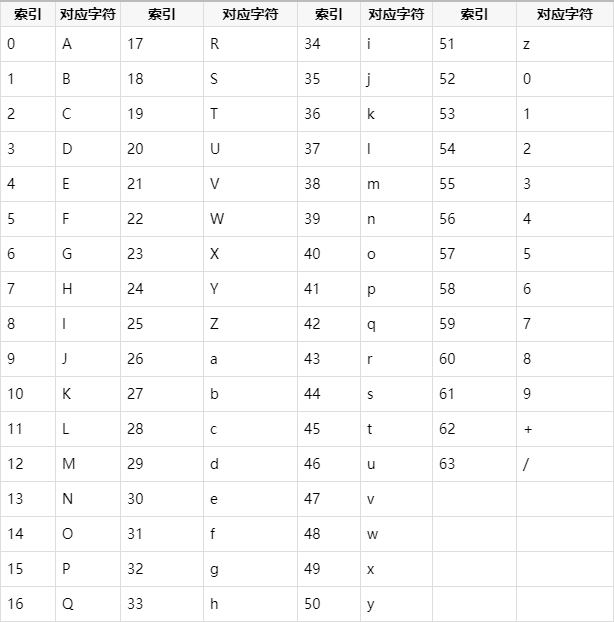 索引 对应字符 索引 对应字符 索引 对应字符 索引 对应字符
0 A 17 R 34 i 51 z
1 B 18 S 35 j 52 0
2 C 19 T 36 k 53 1
3 D 20 U 37 l 54 2
4 E 21 V 38 m 55 3
5 F 22 W 39 n 56 4
6 G 23 X 40 o 57 5
7 H 24 Y 41 p 58 6
8 I 25 Z 42 q 59 7
9 J 26 a 43 r 60 8
10 K 27 b 44 s 61 9
11 L 28 c 45 t 62 +
12 M 29 d 46 u 63 /
13 N 30 e 47 v
14 O 31 f 48 w
15 P 32 g 49 x
16 Q 33 h 50 y